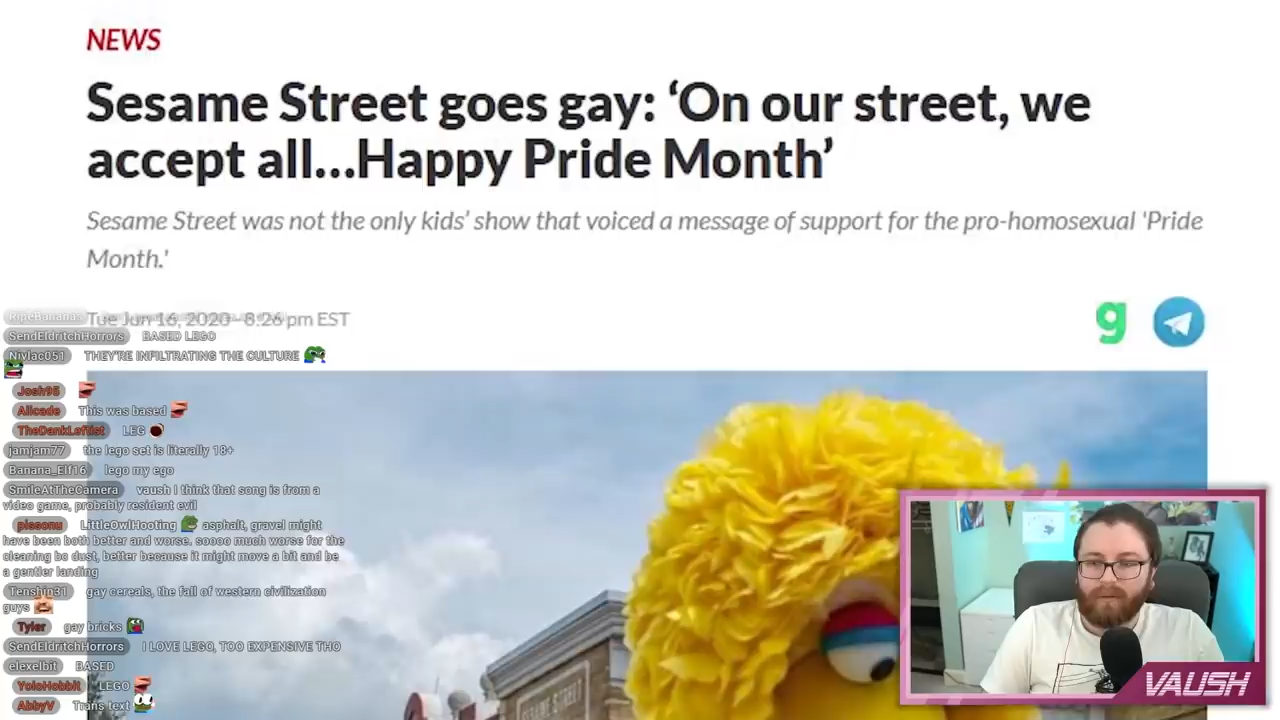 NEWS
Sesame Street goes gay: ‘On our street, we
accept all...Happy Pride Month’
Sesame Street was not the only kids' show that voiced a message of support for the pro-homosexual 'Pride
Month.'
RipeBananas
Tue Jun 16, 2020 - 8:26 pm EST
SendEldritchHorrors BASED LEGO
Nivlac051 THEY'RE INFILTRATING THE CULTURE
Josh95
Allcade This was based
TheDankLeftist LEG
jamjam77 the lego set is literally 18+
Banana_Elf16 lego my ego
SmileAtTheCamera vaush I think that song is from a
video game, probably resident evil
pissonu LittleOwlHooting asphalt, gravel might
have been both better and worse. soooo much worse for the
cleaning bc dust, better because it might move a bit and be
a gentler landing
Tenshin31 gay cereals, the fall of western civilization
guys
Tyler gay bricks
SendEldritchHorrors I LOVE LEGO, TOO EXPENSIVE THO
elexelbit BASED
YoloHobbit LEGO
AbbyV Trans text
SESAME STREET
VAUSH